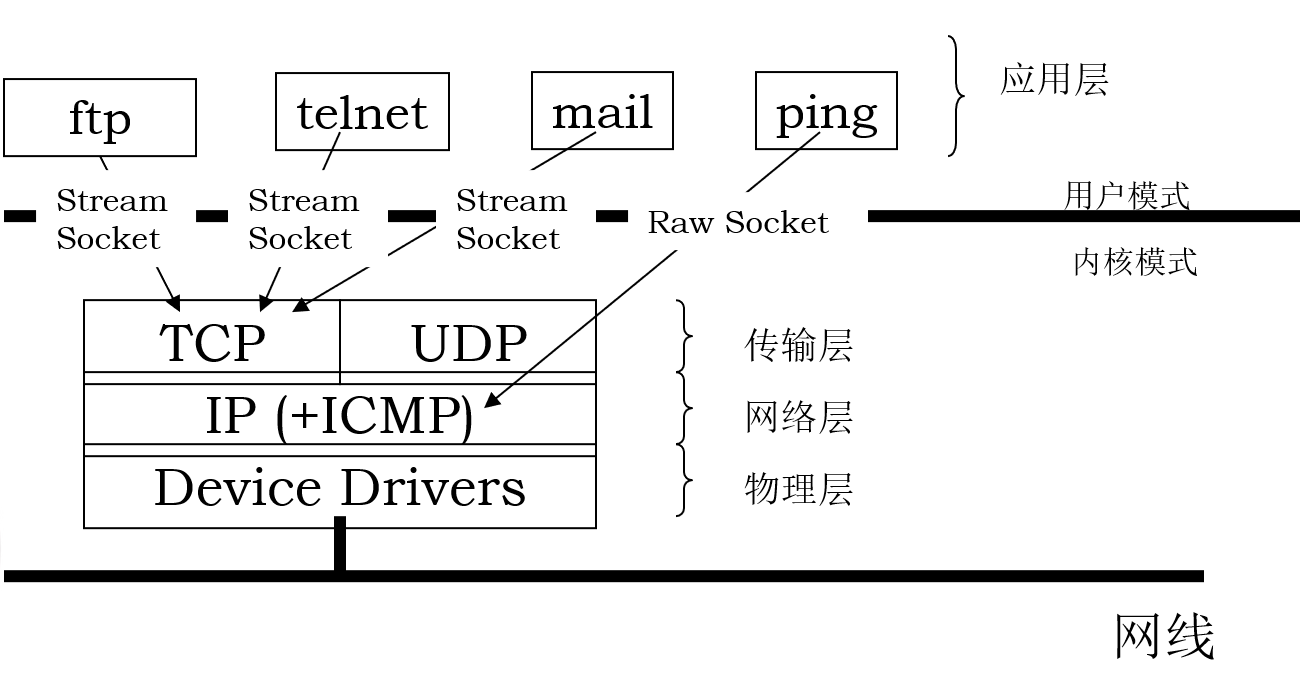 ftp
telnet
mail
ping
应用层
Stream
Socket
Stream
Socket
Stream
Socket
Raw Socket
用户模式
内核模式
TCP
UDP
传输层
IP (+ICMP)
网络层
Device Drivers
物理层
网线